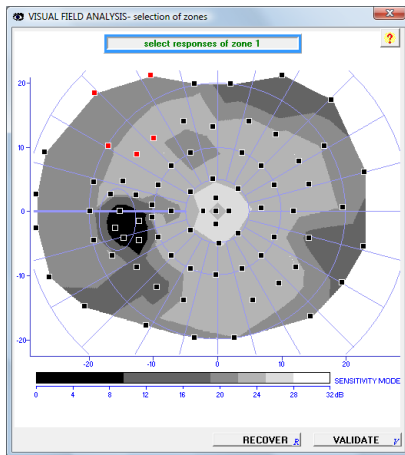 VISUAL FIELD ANALYSIS- selection of zones
select responses of zone 1
?
20
10
0
-10
-20
-20 -10 0 10 20
SENSITIVITY MODE
0 4 8 12 16 20 24 28 32 dB
RECOVER R VALIDATE V